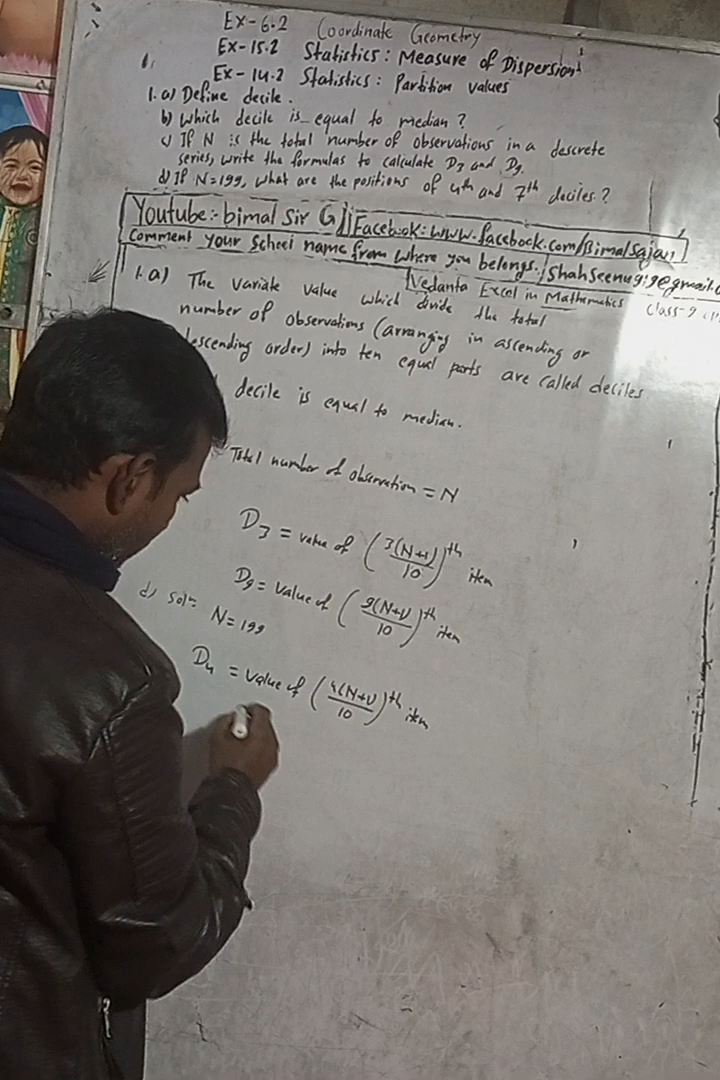 Ex-6.2 Coordinate Geometry
Ex-15.2 Statistics: Measure of Dispersion
Ex-14.2 Statistics: Partition values
1. a) Define decile.
b) Which decile is equal to median?
c) If N is the total number of observations in a descrete
series, write the formulas to calculate D3 and D9.
d) If N=199, what are the positions of 4th and 7th deciles?
Youtube:- bimal Sir G
Facebook: www.facebook.com/Bimalsajan
Comment your School name from where you belongs.
Vedanta Excel in Mathematics
Class-9
1. a) The variate value which divide the total
number of observations (arranging in ascending or
descending order) into ten equal parts are called deciles
decile is equal to median.
Total number of observation = N
D3 = value of (3(N+1)/10)th item
D9 = value of (9(N+1)/10)th item
d) soln:
N = 199
D4 = value of (4(N+1)/10)th item